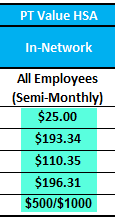 PT Value HSA
In-Network
All Employees
(Semi-Monthly)
$25.00
$193.34
$110.35
$196.31
$500/$1000